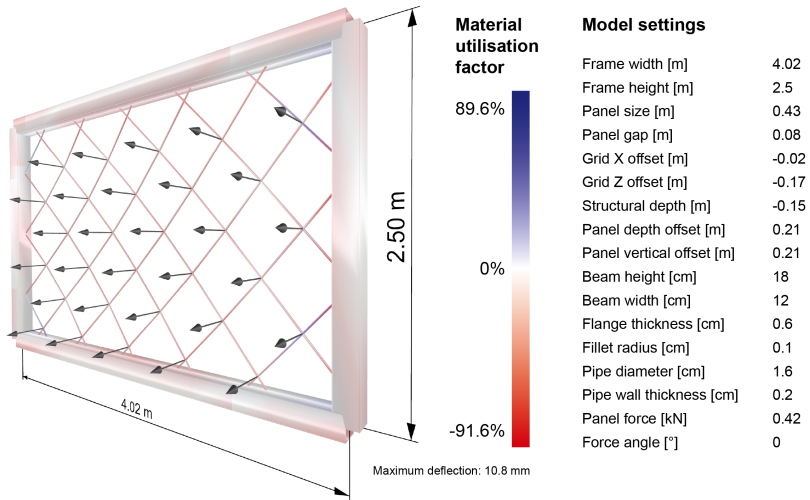 Material
utilisation
factor
89.6%
0%
-91.6%
2.50 m
4.02 m
Maximum deflection: 10.8 mm
Model settings
Frame width [m] 4.02
Frame height [m] 2.5
Panel size [m] 0.43
Panel gap [m] 0.08
Grid X offset [m] -0.02
Grid Z offset [m] -0.17
Structural depth [m] -0.15
Panel depth offset [m] 0.21
Panel vertical offset [m] 0.21
Beam height [cm] 18
Beam width [cm] 12
Flange thickness [cm] 0.6
Fillet radius [cm] 0.1
Pipe diameter [cm] 1.6
Pipe wall thickness [cm] 0.2
Panel force [kN] 0.42
Force angle [°] 0